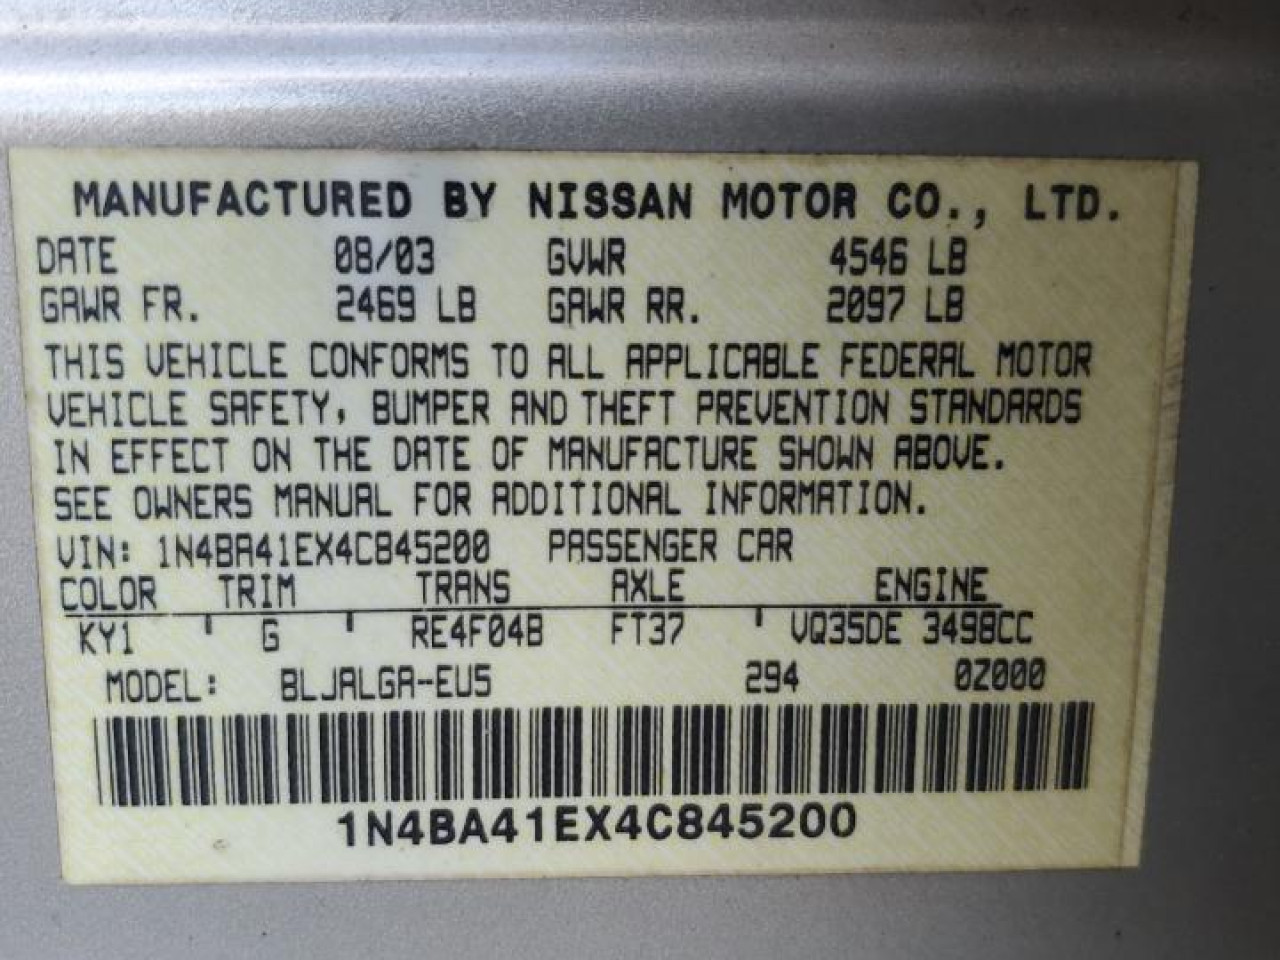 MANUFACTURED BY NISSAN MOTOR CO., LTD.
DATE 08/03 GVWR 4546 LB
GAWR FR. 2469 LB GAWR RR. 2097 LB
THIS VEHICLE CONFORMS TO ALL APPLICABLE FEDERAL MOTOR
VEHICLE SAFETY, BUMPER AND THEFT PREVENTION STANDARDS
IN EFFECT ON THE DATE OF MANUFACTURE SHOWN ABOVE.
SEE OWNERS MANUAL FOR ADDITIONAL INFORMATION.
VIN: 1N4BA41EX4C845200 PASSENGER CAR
COLOR TRIM TRANS AXLE ENGINE
KY1 G RE4F04B FT37 VQ35DE 3498CC
MODEL: BLJALGA-EU5 294 0Z000
1N4BA41EX4C845200